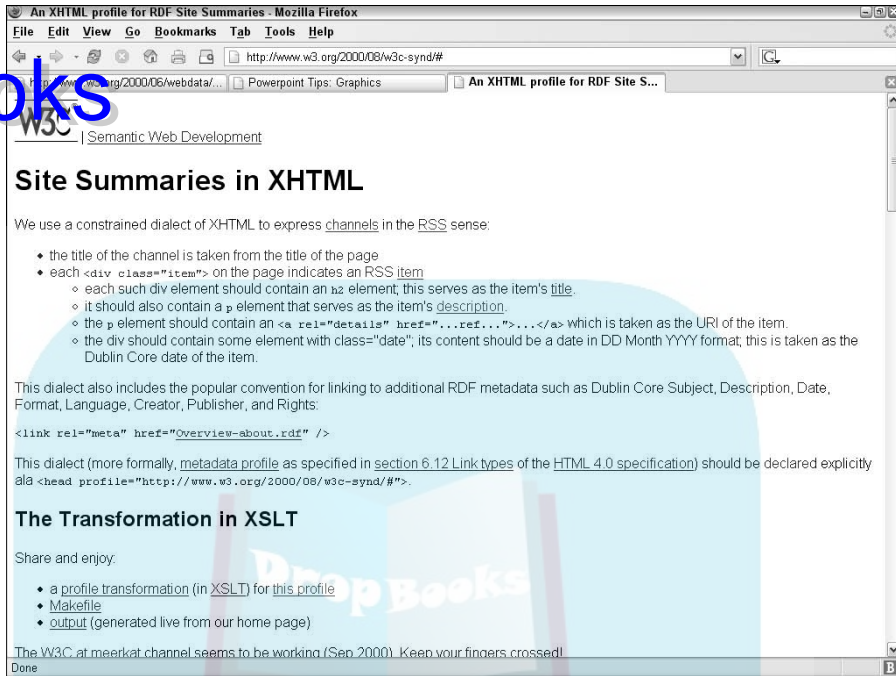 An XHTML profile for RDF Site Summaries - Mozilla Firefox
File Edit View Go Bookmarks Tab Tools Help
http://www.w3.org/2000/08/w3c-synd/#
G
http://www.w3.org/2000/06/webdata/... Powerpoint Tips: Graphics An XHTML profile for RDF Site S...
oks
W3C | Semantic Web Development
Site Summaries in XHTML
We use a constrained dialect of XHTML to express channels in the RSS sense:
• the title of the channel is taken from the title of the page
• each <div class="item"> on the page indicates an RSS item
◦ each such div element should contain an h2 element; this serves as the item's title.
◦ it should also contain a p element that serves as the item's description.
◦ the p element should contain an <a rel="details" href="...ref...">...</a> which is taken as the URI of the item.
◦ the div should contain some element with class="date"; its content should be a date in DD Month YYYY format; this is taken as the
Dublin Core date of the item.
This dialect also includes the popular convention for linking to additional RDF metadata such as Dublin Core Subject, Description, Date,
Format, Language, Creator, Publisher, and Rights:
<link rel="meta" href="Overview-about.rdf" />
This dialect (more formally, metadata profile as specified in section 6.12 Link types of the HTML 4.0 specification) should be declared explicitly
ala <head profile="http://www.w3.org/2000/08/w3c-synd/#">.
The Transformation in XSLT
Share and enjoy:
DropBooks
• a profile transformation (in XSLT) for this profile
• Makefile
• output (generated live from our home page)
The W3C at meerkat channel seems to be working (Sep 2000). Keep your fingers crossed!
Done
B